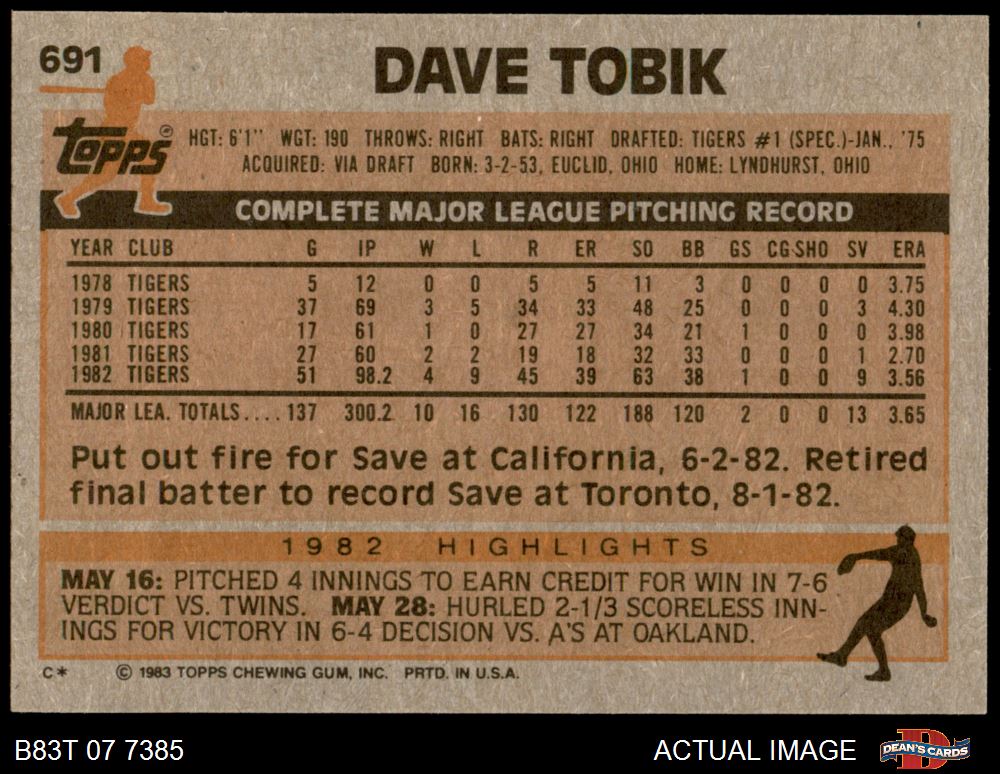 691
DAVE TOBIK
Topps ®
HGT: 6'1" WGT: 190 THROWS: RIGHT BATS: RIGHT DRAFTED: TIGERS #1 (SPEC.)-JAN., '75
ACQUIRED: VIA DRAFT BORN: 3-2-53, EUCLID, OHIO HOME: LYNDHURST, OHIO
COMPLETE MAJOR LEAGUE PITCHING RECORD
YEAR CLUB G IP W L R ER SO BB GS CG SHO SV ERA
1978 TIGERS 5 12 0 0 5 5 11 3 0 0 0 0 3.75
1979 TIGERS 37 69 3 5 34 33 48 25 0 0 0 3 4.30
1980 TIGERS 17 61 1 0 27 27 34 21 1 0 0 0 3.98
1981 TIGERS 27 60 2 2 19 18 32 33 0 0 0 1 2.70
1982 TIGERS 51 98.2 4 9 45 39 63 38 1 0 0 9 3.56
MAJOR LEA. TOTALS.... 137 300.2 10 16 130 122 188 120 2 0 0 13 3.65
Put out fire for Save at California, 6-2-82. Retired
final batter to record Save at Toronto, 8-1-82.
1982 HIGHLIGHTS
MAY 16: PITCHED 4 INNINGS TO EARN CREDIT FOR WIN IN 7-6
VERDICT VS. TWINS. MAY 28: HURLED 2-1/3 SCORELESS INN-
INGS FOR VICTORY IN 6-4 DECISION VS. A'S AT OAKLAND.
C* © 1983 TOPPS CHEWING GUM, INC. PRTD. IN U.S.A.
B83T 07 7385 ACTUAL IMAGE D DEAN'S CARDS